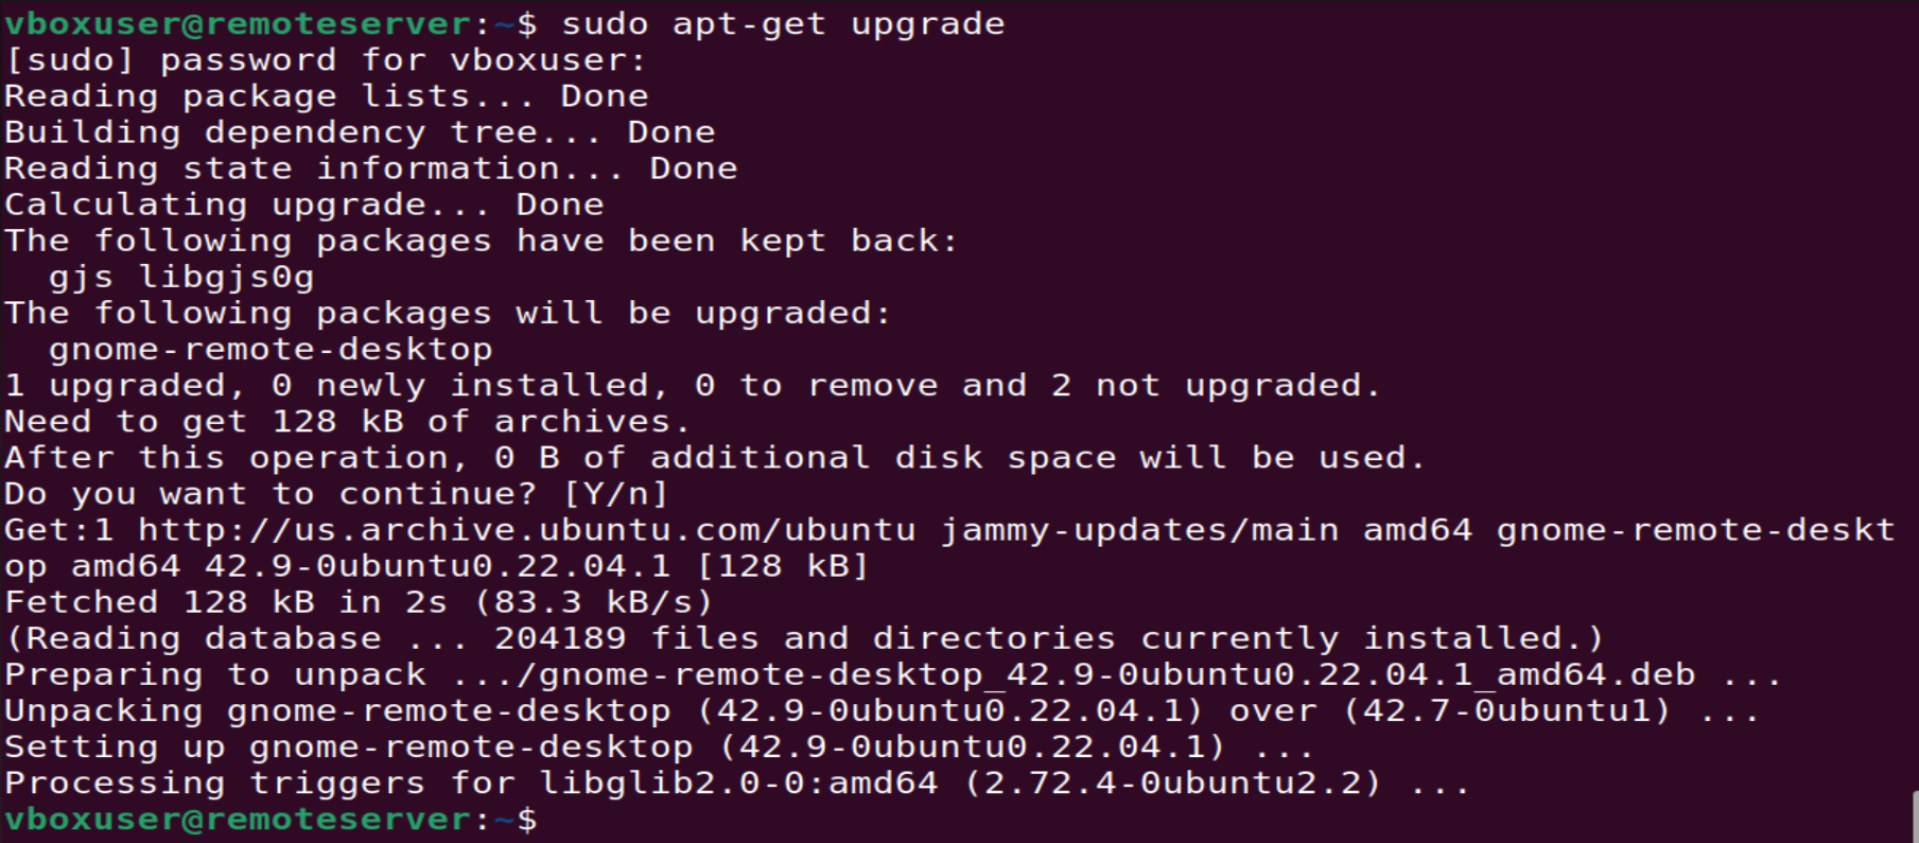 vboxuser@remoteserver:~$ sudo apt-get upgrade
[sudo] password for vboxuser:
Reading package lists... Done
Building dependency tree... Done
Reading state information... Done
Calculating upgrade... Done
The following packages have been kept back:
  gjs libgjs0g
The following packages will be upgraded:
  gnome-remote-desktop
1 upgraded, 0 newly installed, 0 to remove and 2 not upgraded.
Need to get 128 kB of archives.
After this operation, 0 B of additional disk space will be used.
Do you want to continue? [Y/n]
Get:1 http://us.archive.ubuntu.com/ubuntu jammy-updates/main amd64 gnome-remote-deskt
op amd64 42.9-0ubuntu0.22.04.1 [128 kB]
Fetched 128 kB in 2s (83.3 kB/s)
(Reading database ... 204189 files and directories currently installed.)
Preparing to unpack .../gnome-remote-desktop_42.9-0ubuntu0.22.04.1_amd64.deb ...
Unpacking gnome-remote-desktop (42.9-0ubuntu0.22.04.1) over (42.7-0ubuntu1) ...
Setting up gnome-remote-desktop (42.9-0ubuntu0.22.04.1) ...
Processing triggers for libglib2.0-0:amd64 (2.72.4-0ubuntu2.2) ...
vboxuser@remoteserver:~$